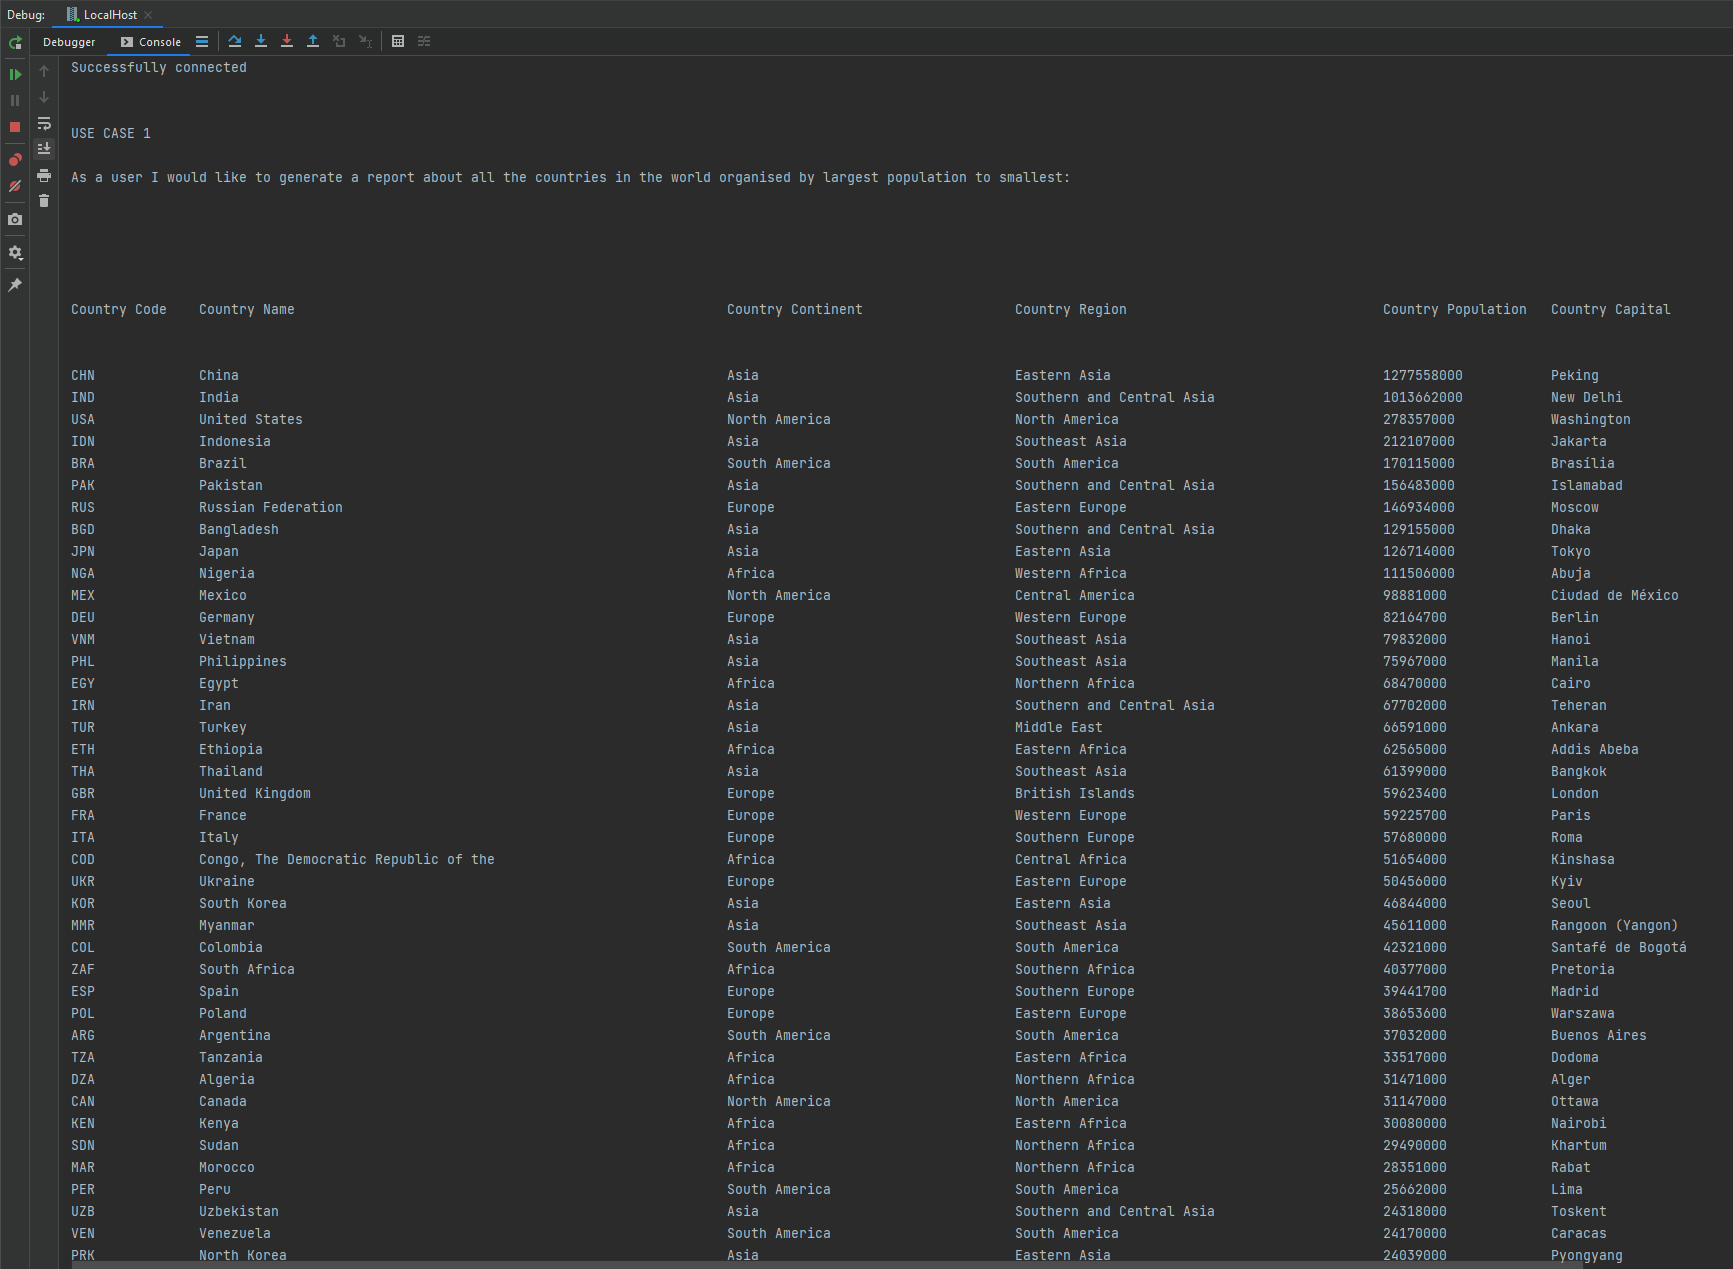 Debug: LocalHost
Debugger Console
Successfully connected
USE CASE 1
As a user I would like to generate a report about all the countries in the world organised by largest population to smallest:
Country Code Country Name Country Continent Country Region Country Population Country Capital
CHN China Asia Eastern Asia 1277558000 Peking
IND India Asia Southern and Central Asia 1013662000 New Delhi
USA United States North America North America 278357000 Washington
IDN Indonesia Asia Southeast Asia 212107000 Jakarta
BRA Brazil South America South America 170115000 Brasília
PAK Pakistan Asia Southern and Central Asia 156483000 Islamabad
RUS Russian Federation Europe Eastern Europe 146934000 Moscow
BGD Bangladesh Asia Southern and Central Asia 129155000 Dhaka
JPN Japan Asia Eastern Asia 126714000 Tokyo
NGA Nigeria Africa Western Africa 111506000 Abuja
MEX Mexico North America Central America 98881000 Ciudad de México
DEU Germany Europe Western Europe 82164700 Berlin
VNM Vietnam Asia Southeast Asia 79832000 Hanoi
PHL Philippines Asia Southeast Asia 75967000 Manila
EGY Egypt Africa Northern Africa 68470000 Cairo
IRN Iran Asia Southern and Central Asia 67702000 Teheran
TUR Turkey Asia Middle East 66591000 Ankara
ETH Ethiopia Africa Eastern Africa 62565000 Addis Abeba
THA Thailand Asia Southeast Asia 61399000 Bangkok
GBR United Kingdom Europe British Islands 59623400 London
FRA France Europe Western Europe 59225700 Paris
ITA Italy Europe Southern Europe 57680000 Roma
COD Congo, The Democratic Republic of the Africa Central Africa 51654000 Kinshasa
UKR Ukraine Europe Eastern Europe 50456000 Kyiv
KOR South Korea Asia Eastern Asia 46844000 Seoul
MMR Myanmar Asia Southeast Asia 45611000 Rangoon (Yangon)
COL Colombia South America South America 42321000 Santafé de Bogotá
ZAF South Africa Africa Southern Africa 40377000 Pretoria
ESP Spain Europe Southern Europe 39441700 Madrid
POL Poland Europe Eastern Europe 38653600 Warszawa
ARG Argentina South America South America 37032000 Buenos Aires
TZA Tanzania Africa Eastern Africa 33517000 Dodoma
DZA Algeria Africa Northern Africa 31471000 Alger
CAN Canada North America North America 31147000 Ottawa
KEN Kenya Africa Eastern Africa 30080000 Nairobi
SDN Sudan Africa Northern Africa 29490000 Khartum
MAR Morocco Africa Northern Africa 28351000 Rabat
PER Peru South America South America 25662000 Lima
UZB Uzbekistan Asia Southern and Central Asia 24318000 Toskent
VEN Venezuela South America South America 24170000 Caracas
PRK North Korea Asia Eastern Asia 24039000 Pyongyang